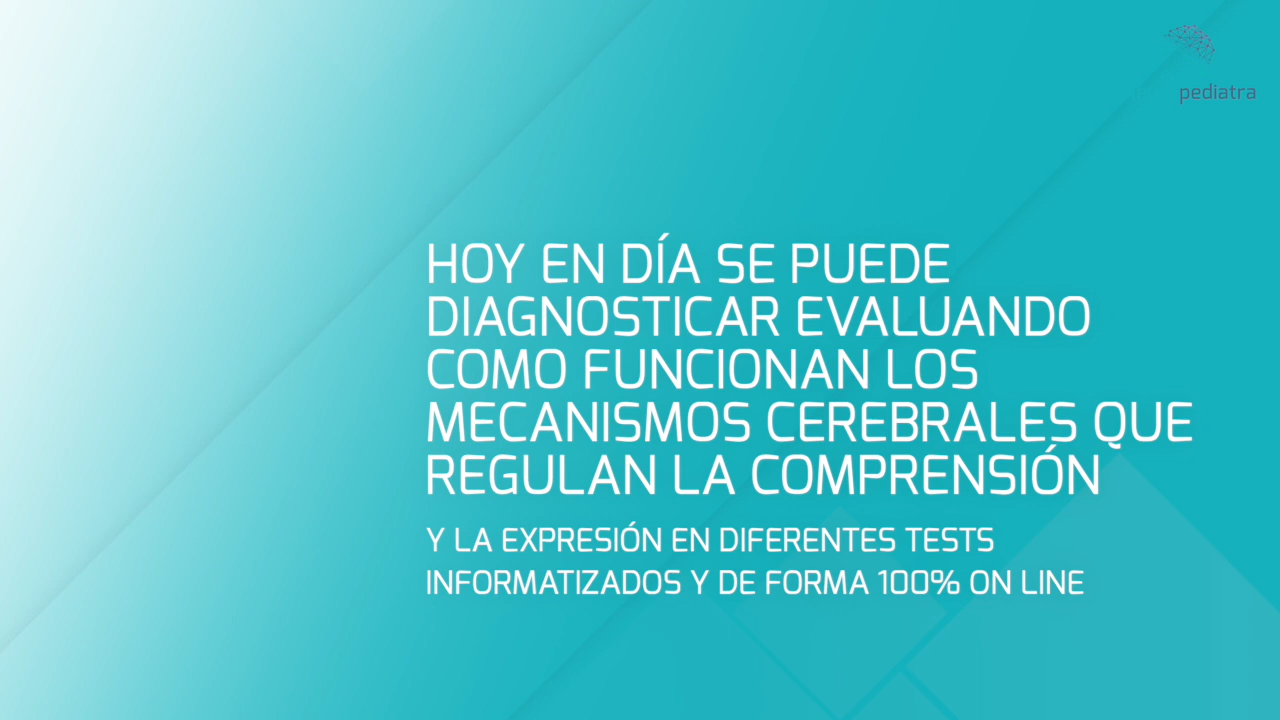 pediatra
HOY EN DÍA SE PUEDE
DIAGNOSTICAR EVALUANDO
COMO FUNCIONAN LOS
MECANISMOS CEREBRALES QUE
REGULAN LA COMPRENSIÓN
Y LA EXPRESIÓN EN DIFERENTES TESTS
INFORMATIZADOS Y DE FORMA 100% ON LINE